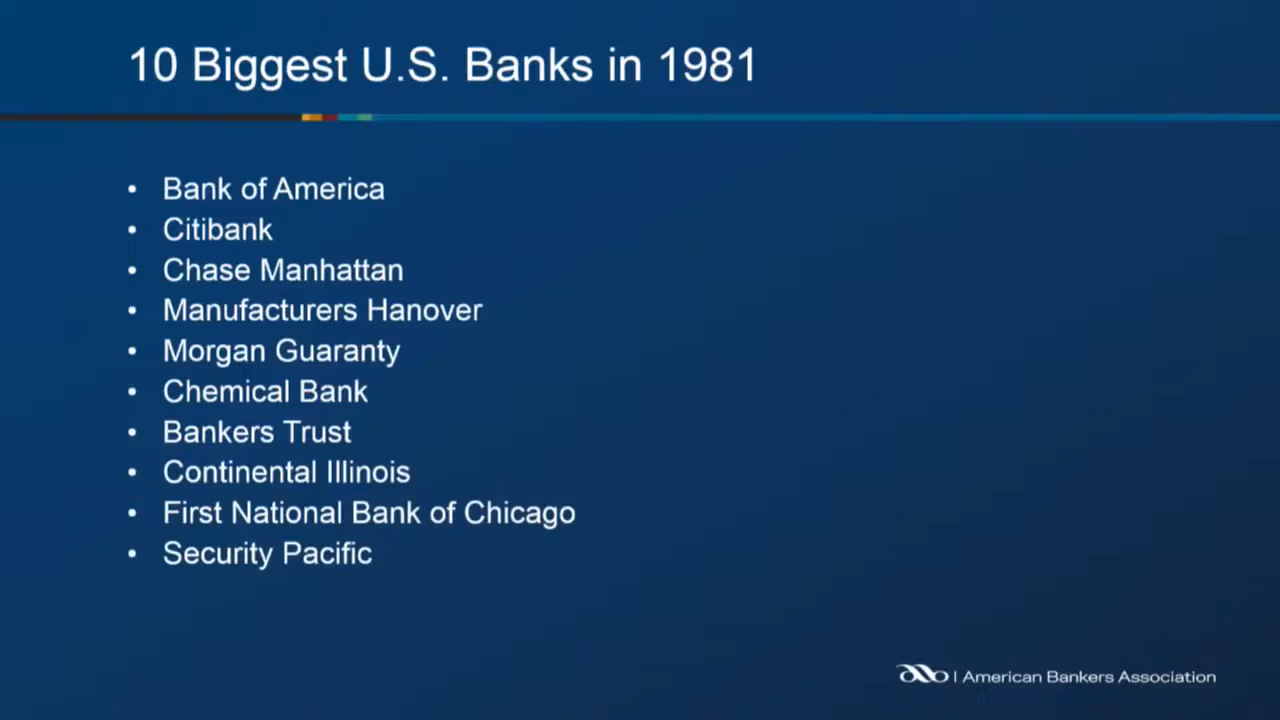 10 Biggest U.S. Banks in 1981
• Bank of America
• Citibank
• Chase Manhattan
• Manufacturers Hanover
• Morgan Guaranty
• Chemical Bank
• Bankers Trust
• Continental Illinois
• First National Bank of Chicago
• Security Pacific
American Bankers Association